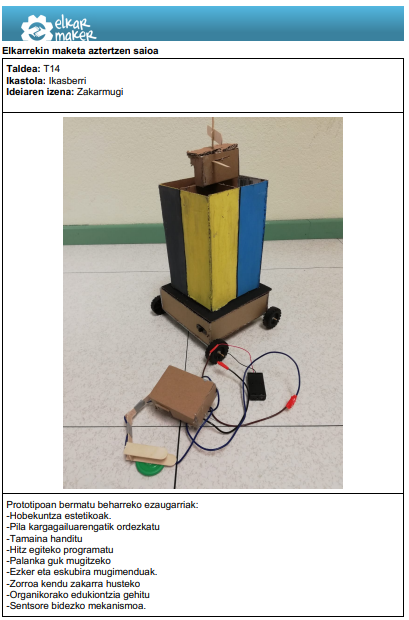 elkar
maker
Elkarrekin maketa aztertzen saioa
Taldea: T14
Ikastola: Ikasberri
Ideiaren izena: Zakarmugi
Prototipoan bermatu beharreko ezaugarriak:
-Hobekuntza estetikoak.
-Pila kargagailuarengatik ordezkatu
-Tamaina handitu
-Hitz egiteko programatu
-Palanka guk mugitzeko
-Ezker eta eskubira mugimenduak.
-Zorroa kendu zakarra husteko
-Organikorako edukiontzia gehitu
-Sentsore bidezko mekanismoa.